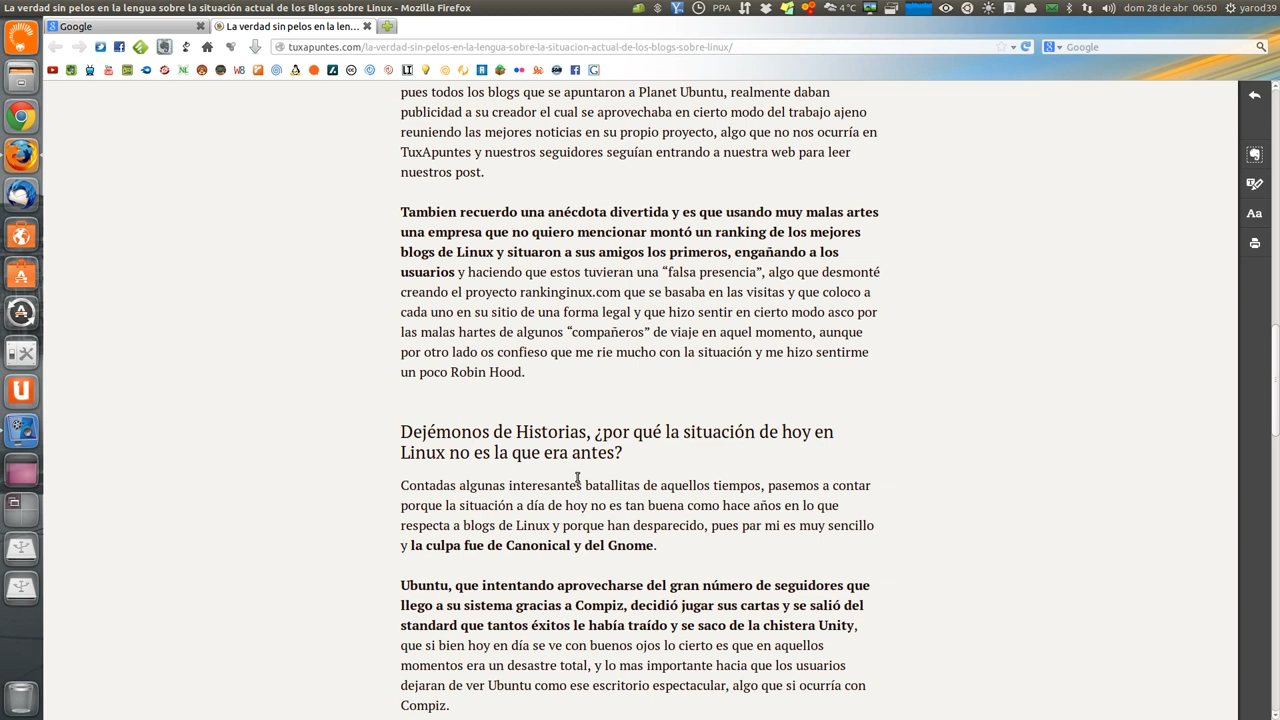 La verdad sin pelos en la lengua sobre la situación actual de los Blogs sobre Linux - Mozilla Firefox
PPA
4°C
dom 28 de abr
06:50
yarod39
Google
La verdad sin pelos en la len...
tuxapuntes.com/la-verdad-sin-pelos-en-la-lengua-sobre-la-situacion-actual-de-los-blogs-sobre-linux/
Google
pues todos los blogs que se apuntaron a Planet Ubuntu, realmente daban
publicidad a su creador el cual se aprovechaba en cierto modo del trabajo ajeno
reuniendo las mejores noticias en su propio proyecto, algo que no nos ocurría en
TuxApuntes y nuestros seguidores seguían entrando a nuestra web para leer
nuestros post.
Tambien recuerdo una anécdota divertida y es que usando muy malas artes
una empresa que no quiero mencionar montó un ranking de los mejores
blogs de Linux y situaron a sus amigos los primeros, engañando a los
usuarios y haciendo que estos tuvieran una “falsa presencia”, algo que desmonté
creando el proyecto rankinginux.com que se basaba en las visitas y que coloco a
cada uno en su sitio de una forma legal y que hizo sentir en cierto modo asco por
las malas hartes de algunos “compañeros” de viaje en aquel momento, aunque
por otro lado os confieso que me rie mucho con la situación y me hizo sentirme
un poco Robin Hood.
Dejémonos de Historias, ¿por qué la situación de hoy en
Linux no es la que era antes?
Contadas algunas interesantes batallitas de aquellos tiempos, pasemos a contar
porque la situación a día de hoy no es tan buena como hace años en lo que
respecta a blogs de Linux y porque han desparecido, pues par mi es muy sencillo
y la culpa fue de Canonical y del Gnome.
Ubuntu, que intentando aprovecharse del gran número de seguidores que
llego a su sistema gracias a Compiz, decidió jugar sus cartas y se salió del
standard que tantos éxitos le había traído y se saco de la chistera Unity,
que si bien hoy en día se ve con buenos ojos lo cierto es que en aquellos
momentos era un desastre total, y lo mas importante hacia que los usuarios
dejaran de ver Ubuntu como ese escritorio espectacular, algo que si ocurría con
Compiz.
Aa